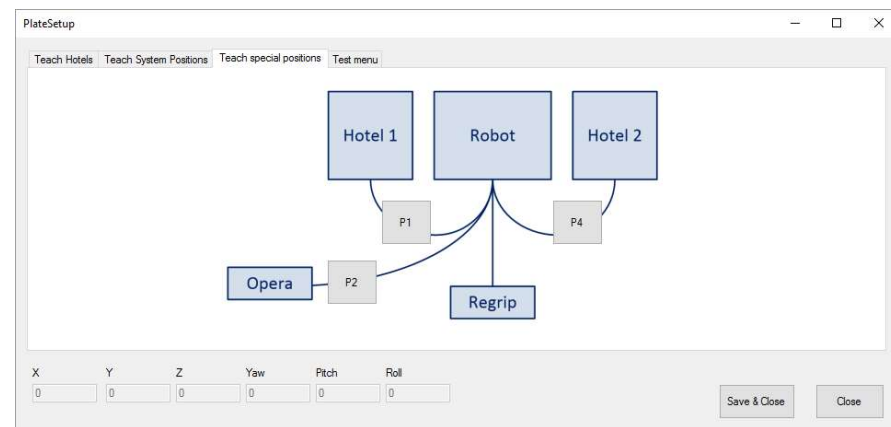 PlateSetup
Teach Hotels Teach System Positions Teach special positions Test menu
Hotel 1 Robot Hotel 2
P1 P4
Opera P2
Regrip
X Y Z Yaw Pitch Roll
0 0 0 0 0 0
Save & Close Close